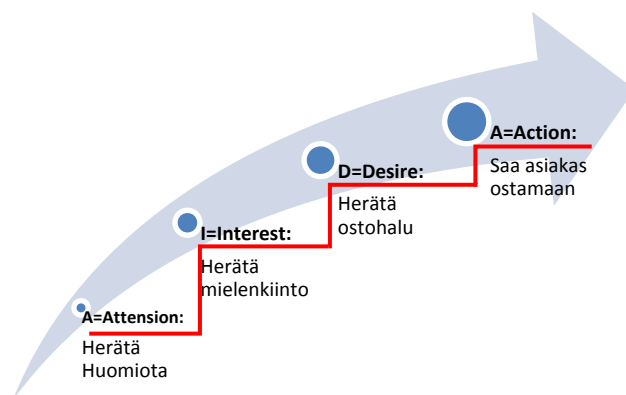 A=Attension:
Herätä
Huomiota
I=Interest:
Herätä
mielenkiinto
D=Desire:
Herätä
ostohalu
A=Action:
Saa asiakas
ostamaan